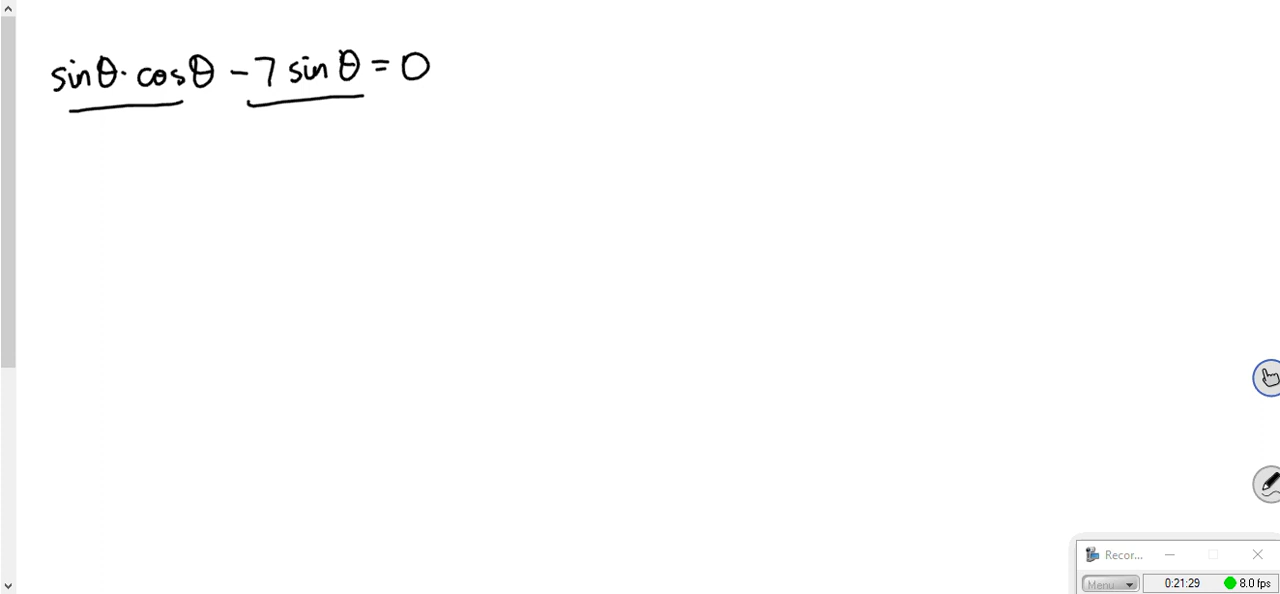 sinθ · cosθ − 7 sinθ = 0
Recor...
Menu 0:21:29 8.0 fps